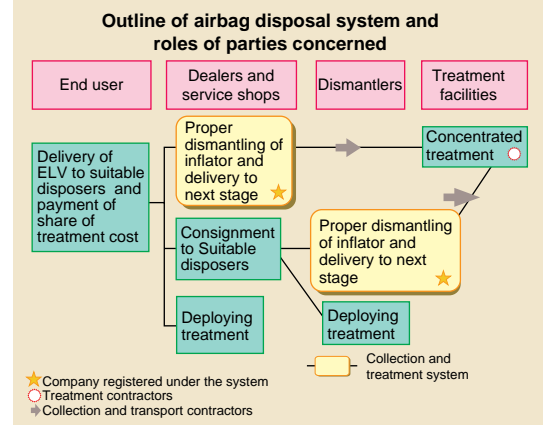 Outline of airbag disposal system and
roles of parties concerned
End user
Dealers and
service shops
Dismantlers
Treatment
facilities
Delivery of
ELV to suitable
disposers and
payment of
share of
treatment cost
Proper
dismantling of
inflator and
delivery to
next stage
Concentrated
treatment
Consignment
to Suitable
disposers
Proper dismantling
of inflator and
delivery to next
stage
Deploying
treatment
Deploying
treatment
Collection and
treatment system
Company registered under the system
Treatment contractors
Collection and transport contractors